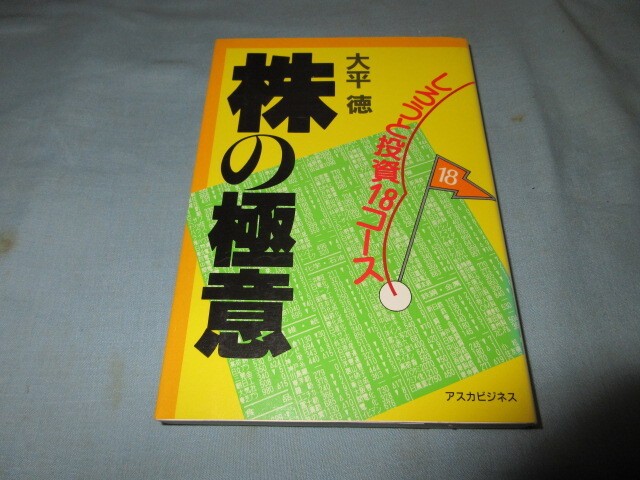 株の極意
大平 徳
しろうと投資18コース
18
アスカビジネス